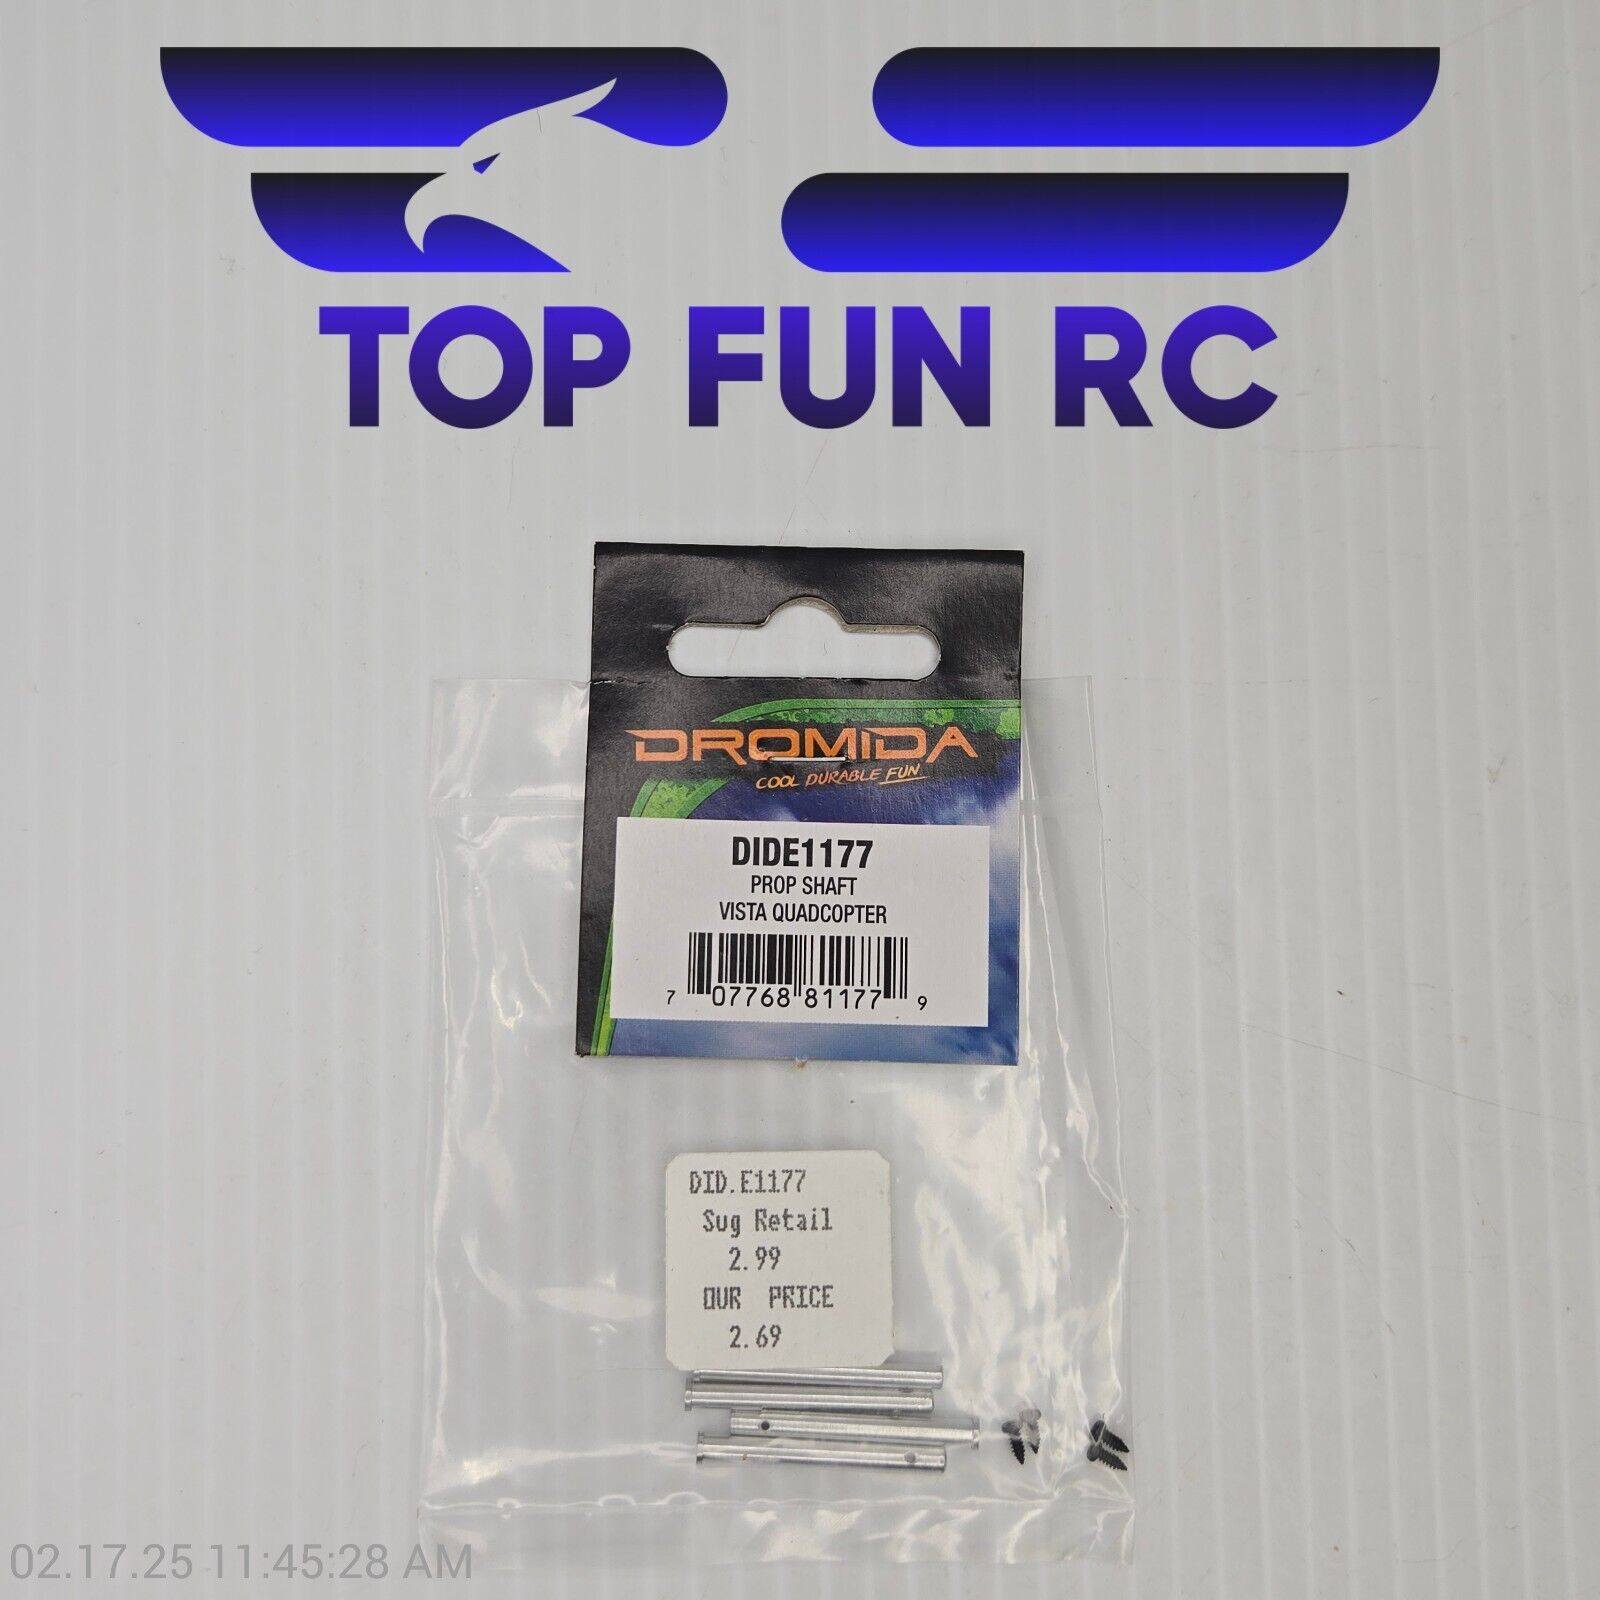 TOP FUN RC
DROMIDA
COOL DURABLE FUN
DIDE1177
PROP SHAFT
VISTA QUADCOPTER
7 07768 81177 9
DID.E1177
Sug Retail
2.99
OUR PRICE
2.69
02.17.25 11:45:28 AM